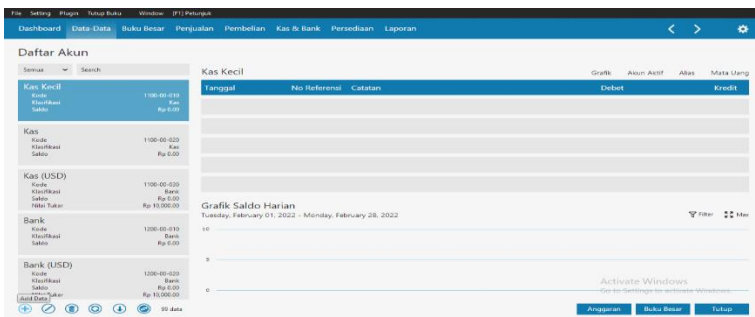 File Setting Plugin Tutup Buku Window [F1] Petunjuk
Dashboard Data-Data Buku Besar Penjualan Pembelian Kas & Bank Persediaan Laporan
Daftar Akun
Semua Search
Kas Kecil
Kode 1100-00-010
Klasifikasi Kas
Saldo Rp 0.00
Kas
Kode 1100-00-020
Klasifikasi Kas
Saldo Rp 0.00
Kas (USD)
Kode 1100-00-030
Klasifikasi Bank
Saldo Rp 0.00
Nilai Tukar Rp 10,000.00
Bank
Kode 1200-00-010
Klasifikasi Bank
Saldo Rp 0.00
Bank (USD)
Kode 1200-00-020
Klasifikasi Bank
Saldo Rp 0.00
Tukar Rp 10,000.00
Add Data
99 data
Kas Kecil Grafik Akun Aktif Alias Mata Uang
Tanggal No Referensi Catatan Debet Kredit
Grafik Saldo Harian
Tuesday, February 01, 2022 - Monday, February 28, 2022 Filter Max
10
5
0
Activate Windows
Go to Settings to activate Windows.
Anggaran Buku Besar Tutup